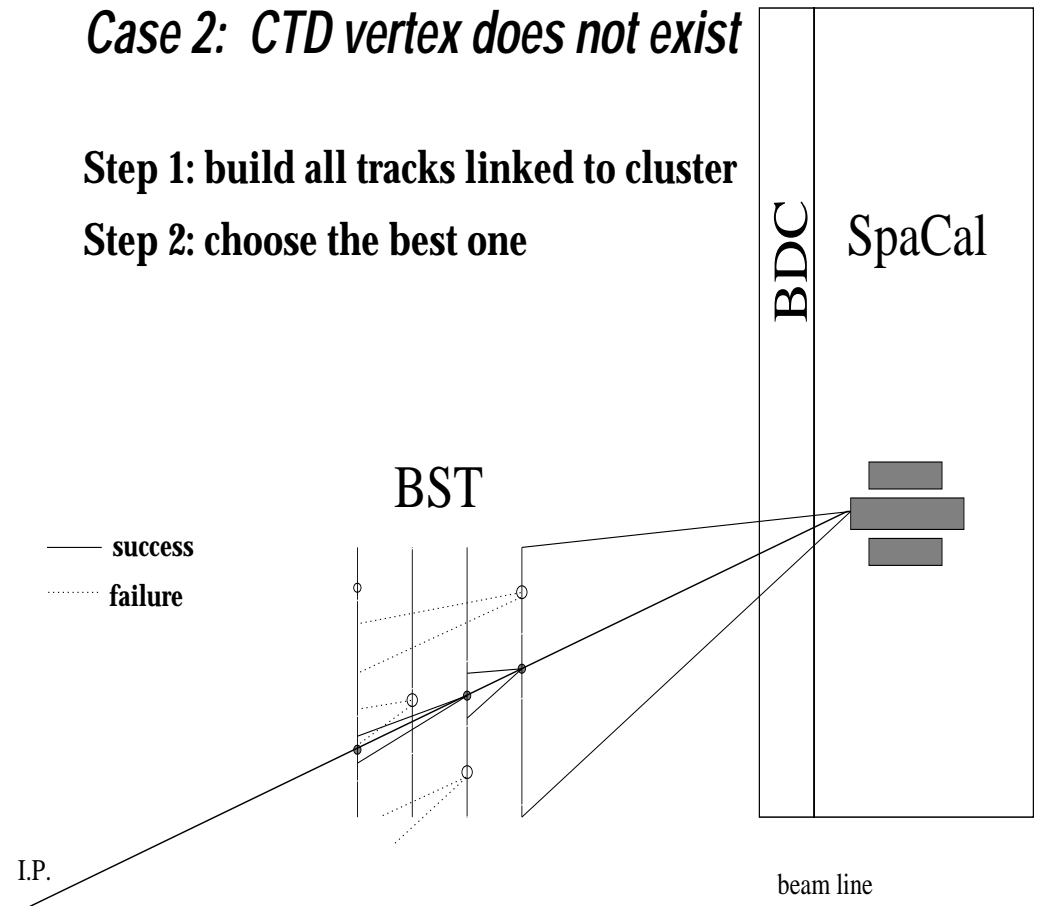 Case 2: CTD vertex does not exist
Step 1: build all tracks linked to cluster
Step 2: choose the best one
BDC
SpaCal
BST
success
failure
I.P.
beam line